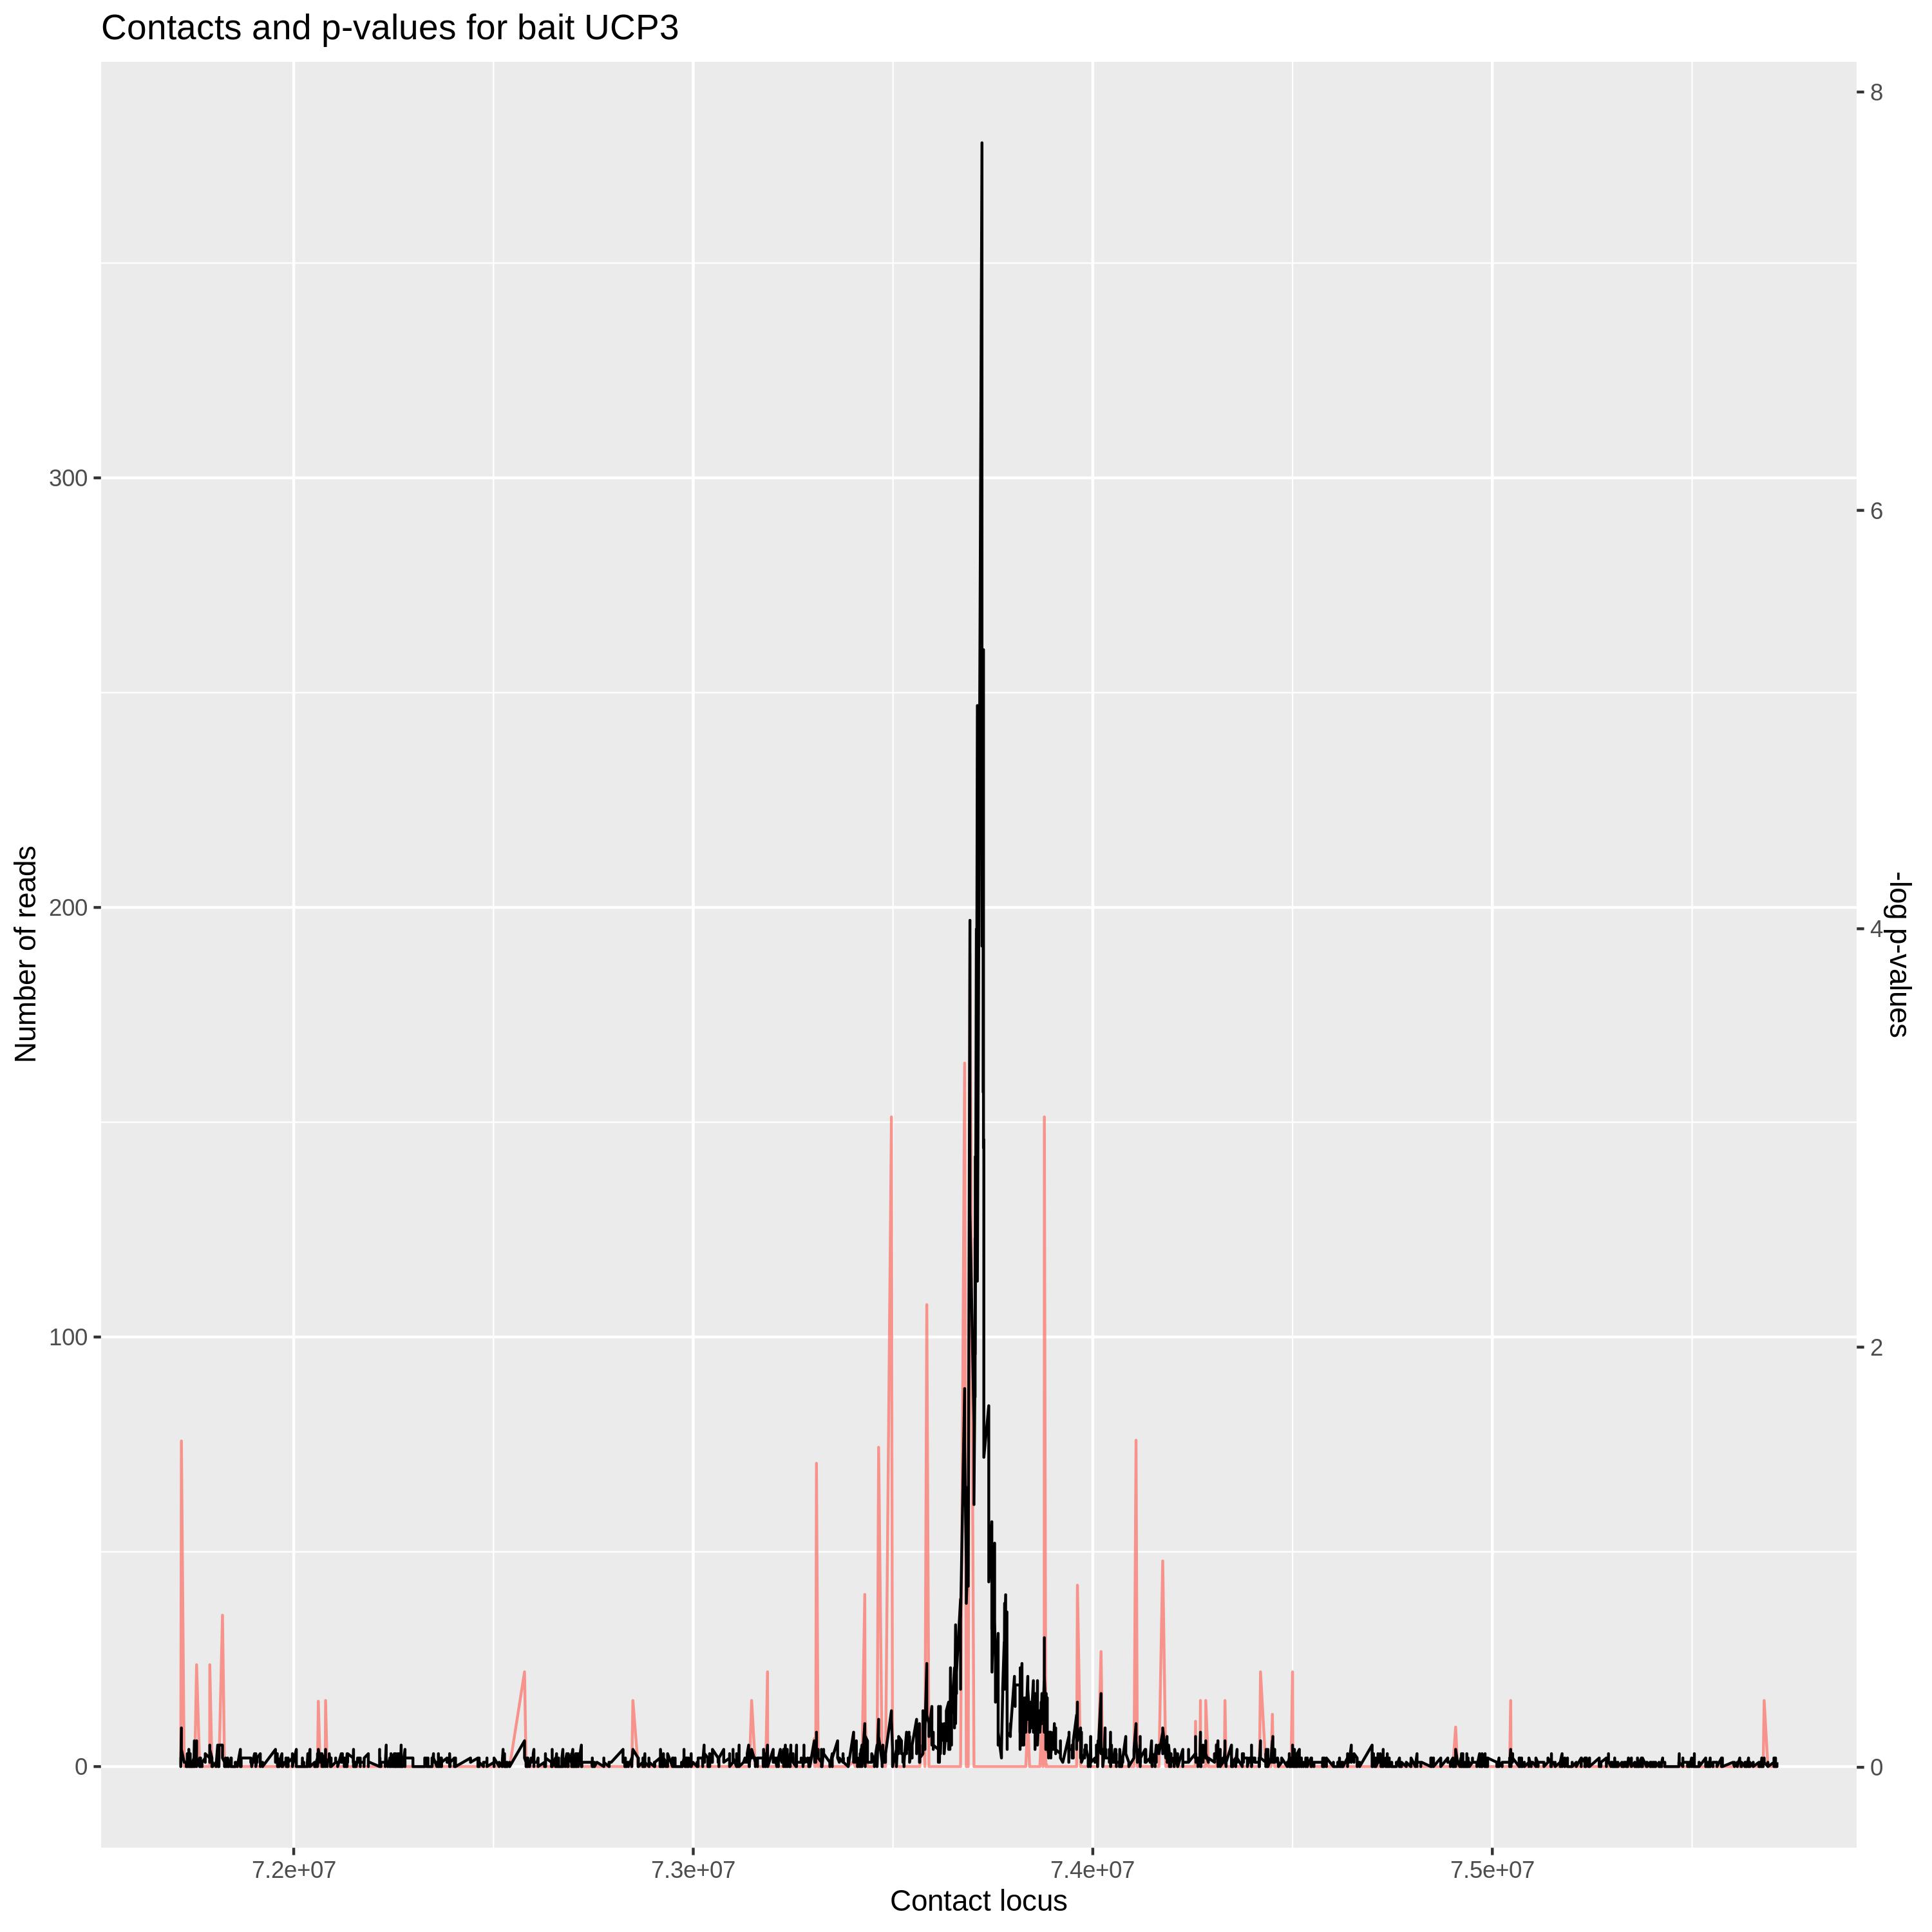 Contacts and p-values for bait UCP3
Number of reads
300
200
100
0
8
6
4
2
0
-log p-values
7.2e+07
7.3e+07
7.4e+07
7.5e+07
Contact locus